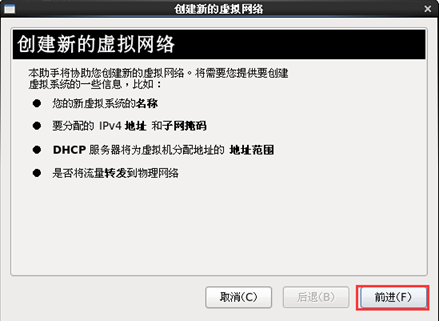 创建新的虚拟网络
创建新的虚拟网络
本助手将协助您创建新的虚拟网络。将需要您提供要创建
虚拟系统的一些信息，比如：
● 您的新虚拟系统的名称
● 要分配的 IPv4 地址 和子网掩码
● DHCP 服务器将为虚拟机分配地址的 地址范围
● 是否将流量转发到物理网络
取消(C) 后退(B) 前进(F)